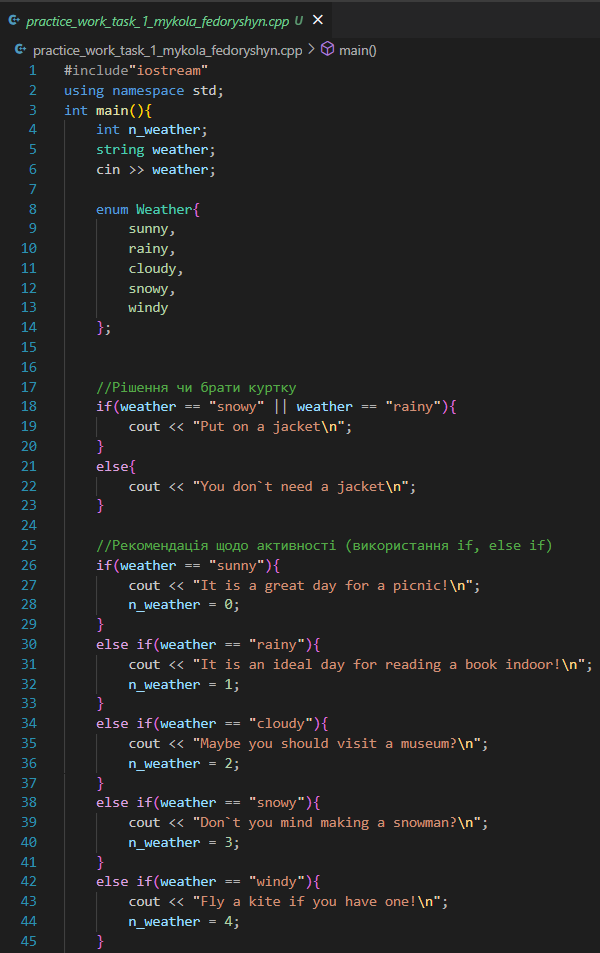 practice_work_task_1_mykola_fedoryshyn.cpp U ×
practice_work_task_1_mykola_fedoryshyn.cpp > main()
1 #include"iostream"
2 using namespace std;
3 int main(){
4     int n_weather;
5     string weather;
6     cin >> weather;
7
8     enum Weather{
9         sunny,
10         rainy,
11         cloudy,
12         snowy,
13         windy
14     };
15
16
17     //Рішення чи брати куртку
18     if(weather == "snowy" || weather == "rainy"){
19         cout << "Put on a jacket\n";
20     }
21     else{
22         cout << "You don`t need a jacket\n";
23     }
24
25     //Рекомендація щодо активності (використання if, else if)
26     if(weather == "sunny"){
27         cout << "It is a great day for a picnic!\n";
28         n_weather = 0;
29     }
30     else if(weather == "rainy"){
31         cout << "It is an ideal day for reading a book indoor!\n";
32         n_weather = 1;
33     }
34     else if(weather == "cloudy"){
35         cout << "Maybe you should visit a museum?\n";
36         n_weather = 2;
37     }
38     else if(weather == "snowy"){
39         cout << "Don`t you mind making a snowman?\n";
40         n_weather = 3;
41     }
42     else if(weather == "windy"){
43         cout << "Fly a kite if you have one!\n";
44         n_weather = 4;
45     }